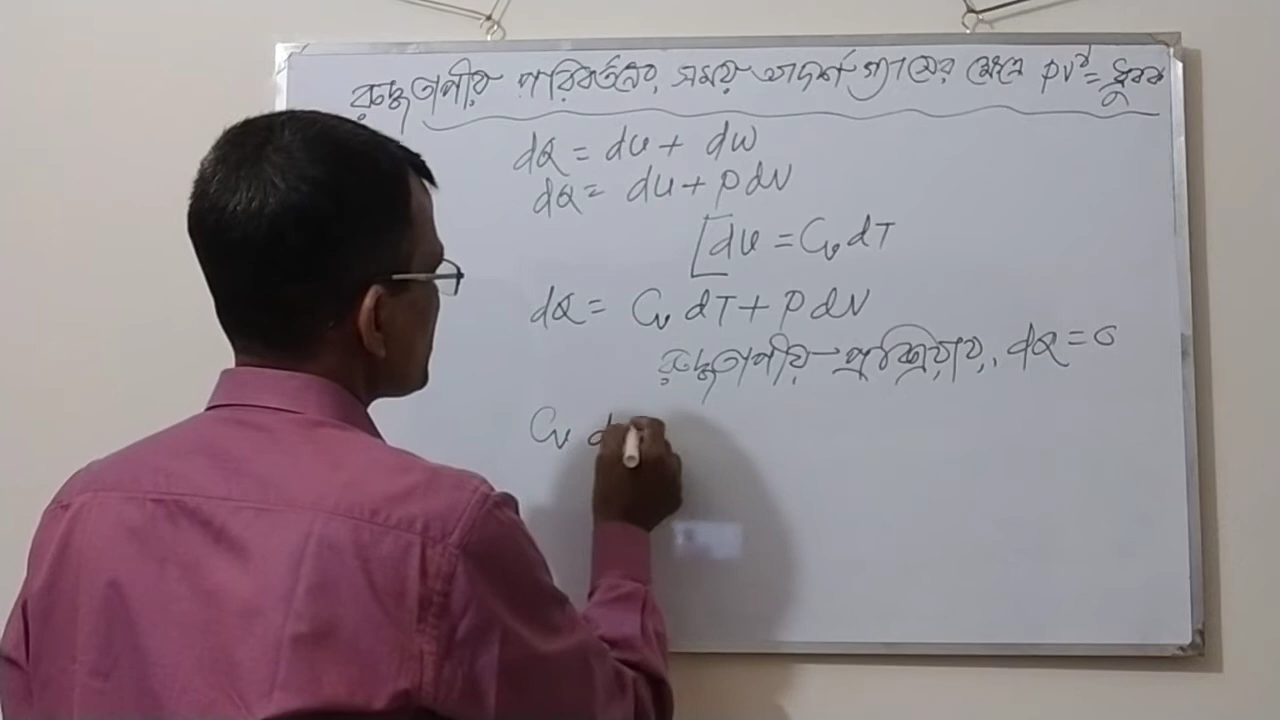 রুদ্ধতাপীয় পরিবর্তনের সময় আদর্শ গ্যাসের ক্ষেত্রে PV^γ = ধ্রুবক
dQ = du + dw
dQ = du + PdV
[du = Cv dT
dQ = Cv dT + PdV
রুদ্ধতাপীয় প্রক্রিয়ায়, dQ = 0
Cv d